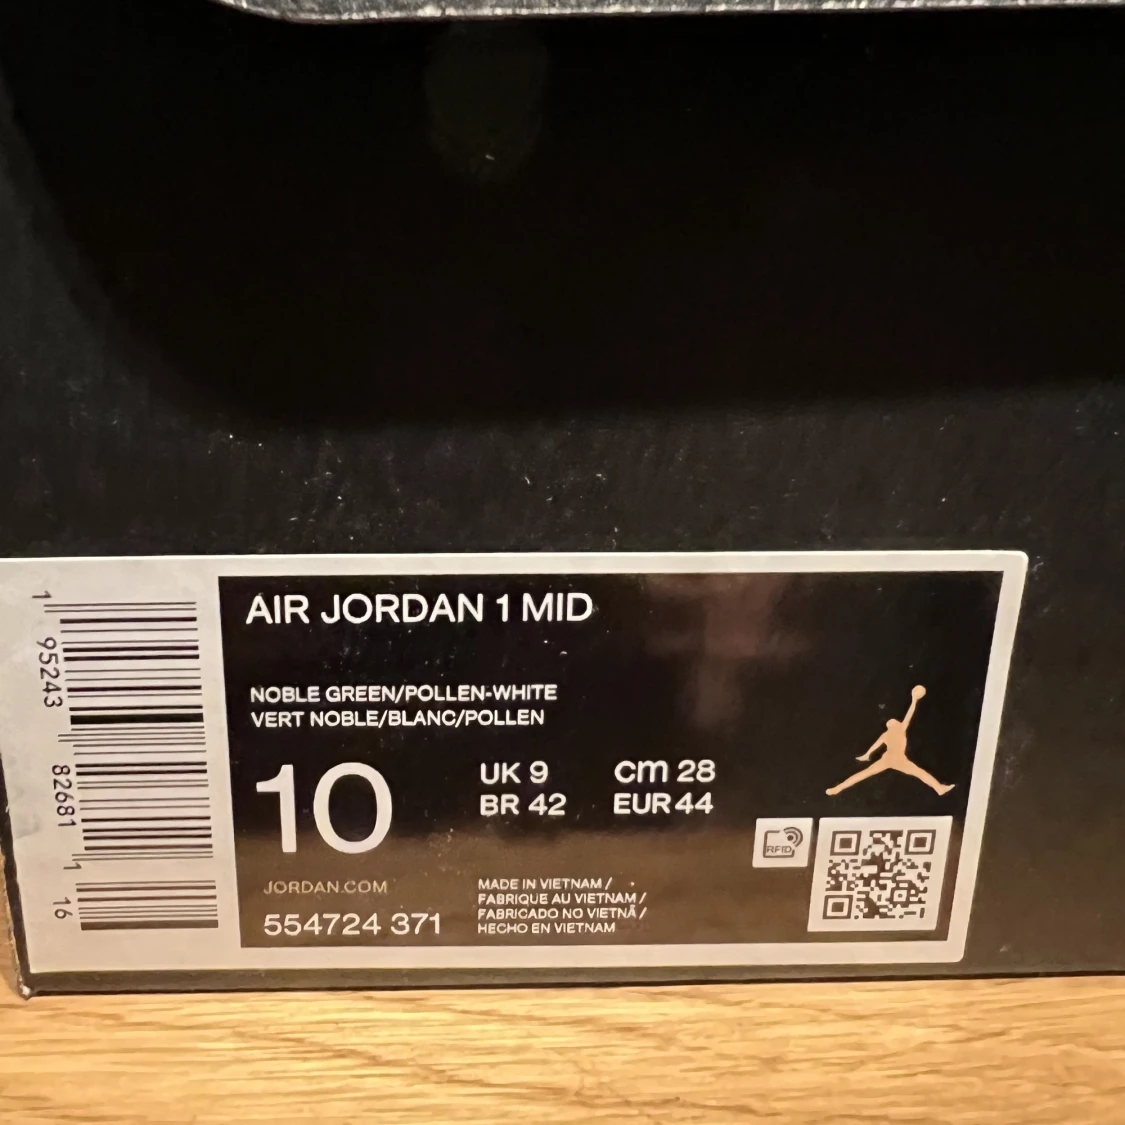 AIR JORDAN 1 MID
NOBLE GREEN/POLLEN-WHITE
VERT NOBLE/BLANC/POLLEN
10
UK 9
cm 28
BR 42
EUR 44
RFID
JORDAN.COM
554724 371
MADE IN VIETNAM /
FABRIQUE AU VIETNAM /
FABRICADO NO VIETNÃ /
HECHO EN VIETNAM
1 95243 82681 1 16